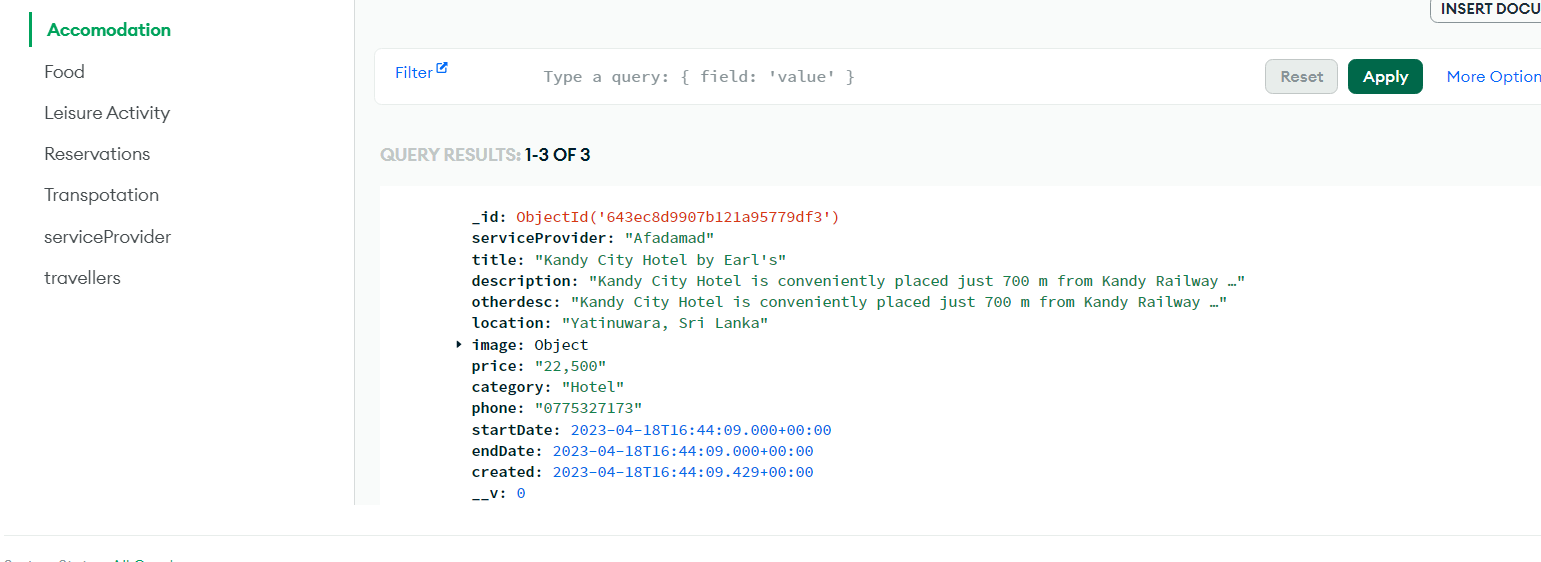 INSERT DOCU
Accomodation
Food
Leisure Activity
Reservations
Transpotation
serviceProvider
travellers
Filter
Type a query: { field: 'value' }
Reset
Apply
More Option
QUERY RESULTS: 1-3 OF 3
_id: ObjectId('643ec8d9907b121a95779df3')
serviceProvider: "Afadamad"
title: "Kandy City Hotel by Earl's"
description: "Kandy City Hotel is conveniently placed just 700 m from Kandy Railway …"
otherdesc: "Kandy City Hotel is conveniently placed just 700 m from Kandy Railway …"
location: "Yatinuwara, Sri Lanka"
image: Object
price: "22,500"
category: "Hotel"
phone: "0775327173"
startDate: 2023-04-18T16:44:09.000+00:00
endDate: 2023-04-18T16:44:09.000+00:00
created: 2023-04-18T16:44:09.429+00:00
__v: 0